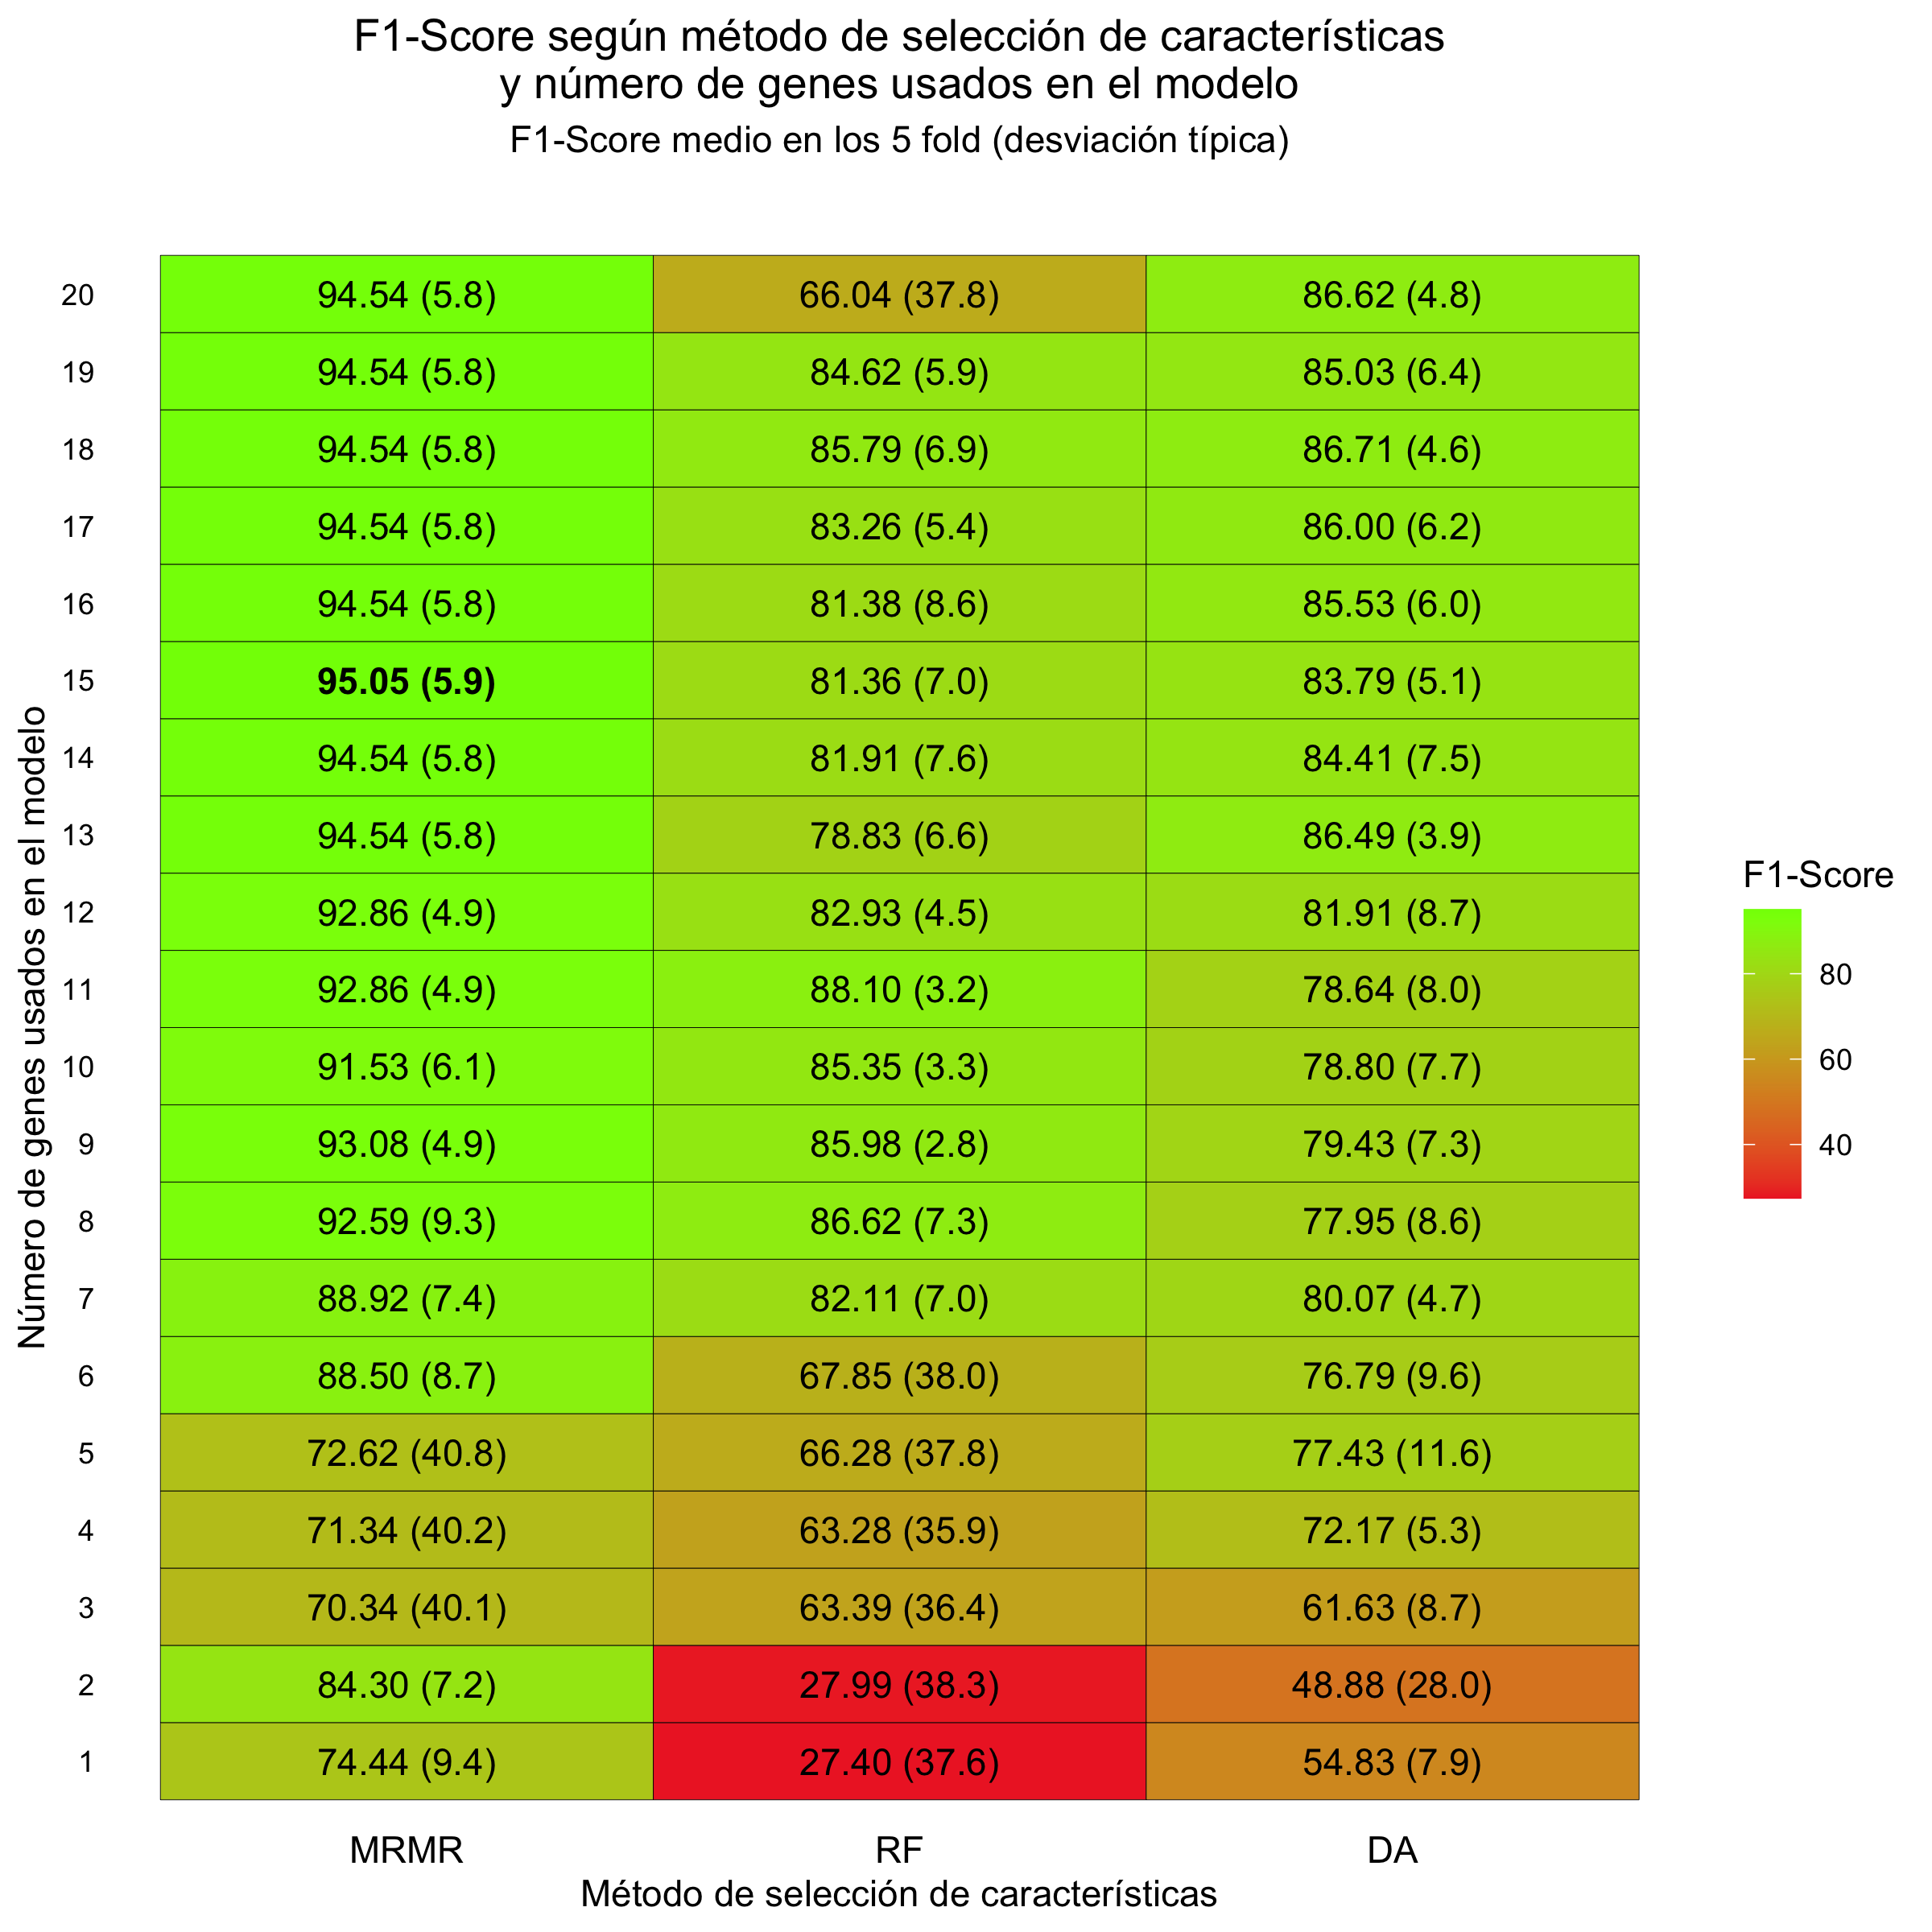 F1-Score según método de selección de características
y número de genes usados en el modelo
F1-Score medio en los 5 fold (desviación típica)
Número de genes usados en el modelo
20 94.54 (5.8) 66.04 (37.8) 86.62 (4.8)
19 94.54 (5.8) 84.62 (5.9) 85.03 (6.4)
18 94.54 (5.8) 85.79 (6.9) 86.71 (4.6)
17 94.54 (5.8) 83.26 (5.4) 86.00 (6.2)
16 94.54 (5.8) 81.38 (8.6) 85.53 (6.0)
15 95.05 (5.9) 81.36 (7.0) 83.79 (5.1)
14 94.54 (5.8) 81.91 (7.6) 84.41 (7.5)
13 94.54 (5.8) 78.83 (6.6) 86.49 (3.9)
12 92.86 (4.9) 82.93 (4.5) 81.91 (8.7)
11 92.86 (4.9) 88.10 (3.2) 78.64 (8.0)
10 91.53 (6.1) 85.35 (3.3) 78.80 (7.7)
9 93.08 (4.9) 85.98 (2.8) 79.43 (7.3)
8 92.59 (9.3) 86.62 (7.3) 77.95 (8.6)
7 88.92 (7.4) 82.11 (7.0) 80.07 (4.7)
6 88.50 (8.7) 67.85 (38.0) 76.79 (9.6)
5 72.62 (40.8) 66.28 (37.8) 77.43 (11.6)
4 71.34 (40.2) 63.28 (35.9) 72.17 (5.3)
3 70.34 (40.1) 63.39 (36.4) 61.63 (8.7)
2 84.30 (7.2) 27.99 (38.3) 48.88 (28.0)
1 74.44 (9.4) 27.40 (37.6) 54.83 (7.9)
MRMR RF DA
Método de selección de características
F1-Score
80
60
40